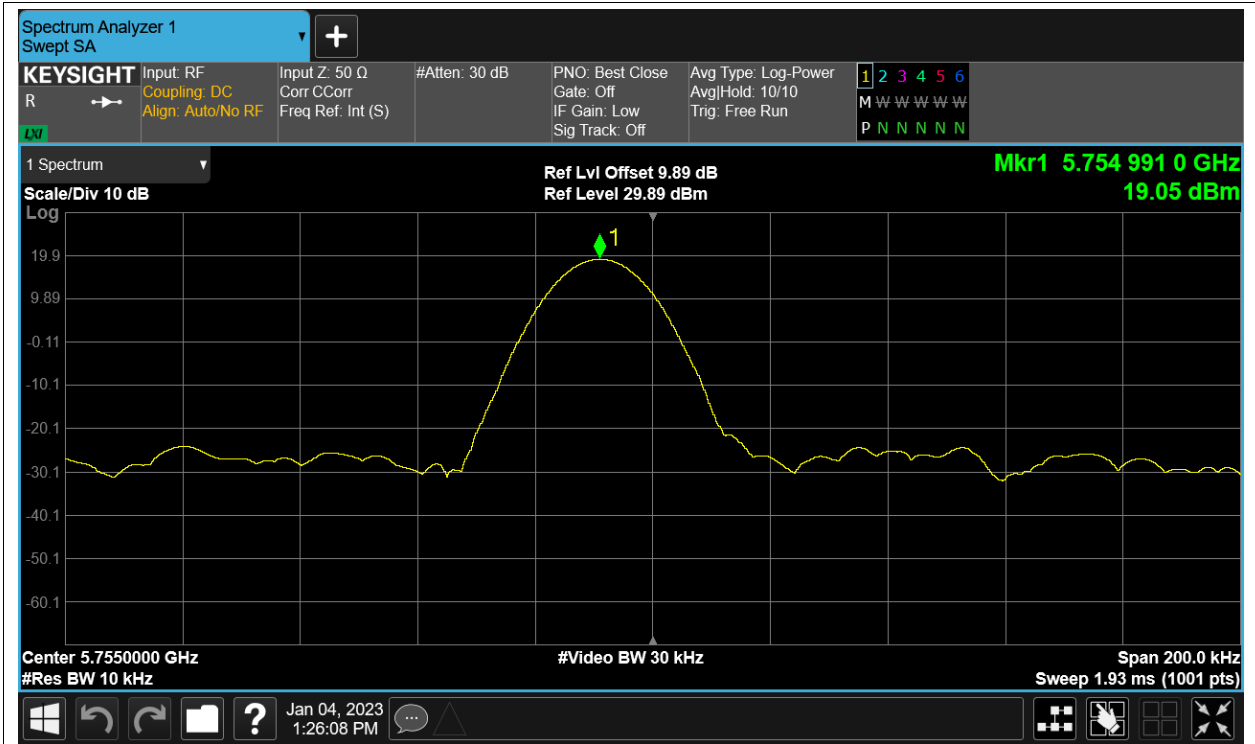 Spectrum Analyzer 1
Swept SA
KEYSIGHT
R
LXI
Input: RF
Coupling: DC
Align: Auto/No RF
Input Z: 50 Ω
Corr CCorr
Freq Ref: Int (S)
#Atten: 30 dB
PNO: Best Close
Gate: Off
IF Gain: Low
Sig Track: Off
Avg Type: Log-Power
Avg|Hold: 10/10
Trig: Free Run
1 2 3 4 5 6
M W W W W W W
P N N N N N N
1 Spectrum
Scale/Div 10 dB
Log
Ref Lvl Offset 9.89 dB
Ref Level 29.89 dBm
Mkr1 5.754 991 0 GHz
19.05 dBm
1
19.9
9.89
-0.11
-10.1
-20.1
-30.1
-40.1
-50.1
-60.1
Center 5.7550000 GHz
#Res BW 10 kHz
#Video BW 30 kHz
Span 200.0 kHz
Sweep 1.93 ms (1001 pts)
?
Jan 04, 2023
1:26:08 PM